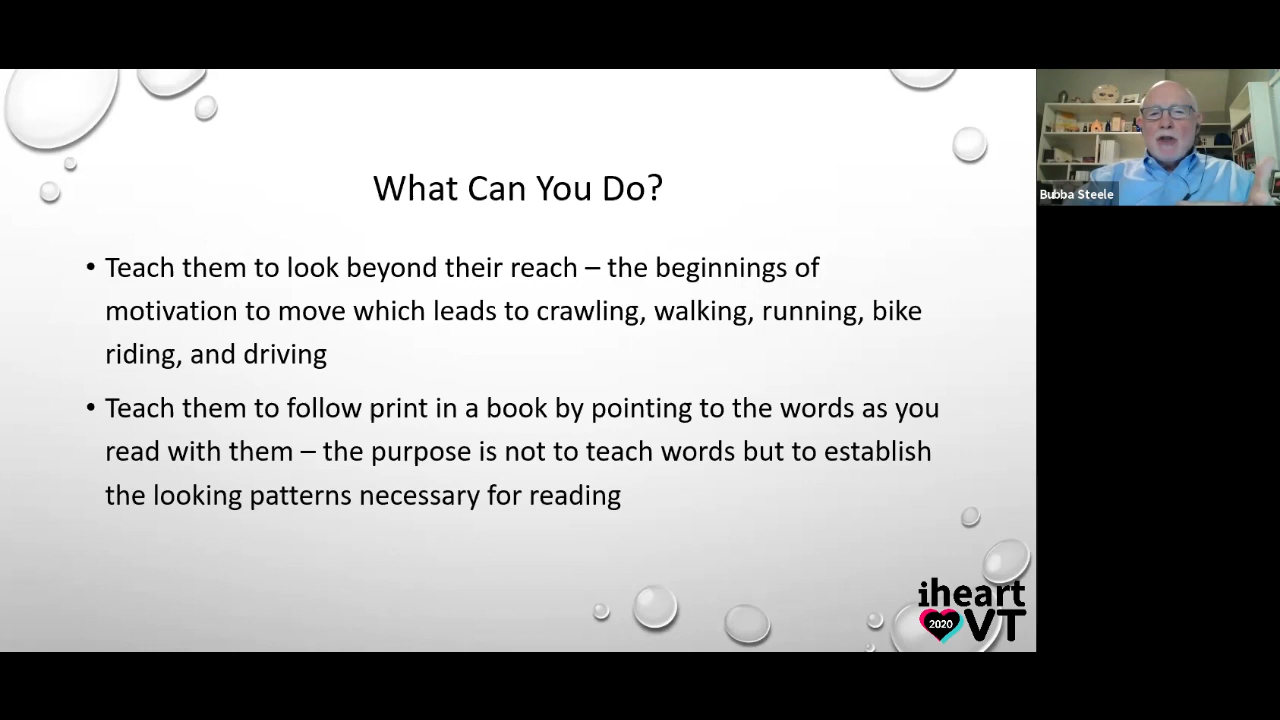 What Can You Do?
• Teach them to look beyond their reach – the beginnings of
motivation to move which leads to crawling, walking, running, bike
riding, and driving
• Teach them to follow print in a book by pointing to the words as you
read with them – the purpose is not to teach words but to establish
the looking patterns necessary for reading
iheart
2020 VT
Bubba Steele